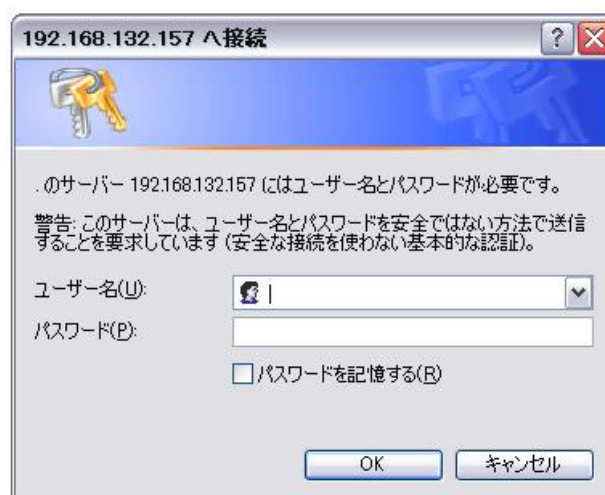 192.168.132.157 へ接続
. のサーバー 192.168.132.157 にはユーザー名とパスワードが必要です。
警告: このサーバーは、ユーザー名とパスワードを安全ではない方法で送信
することを要求しています (安全な接続を使わない基本的な認証)。
ユーザー名(U):
パスワード(P):
パスワードを記憶する(R)
OK キャンセル